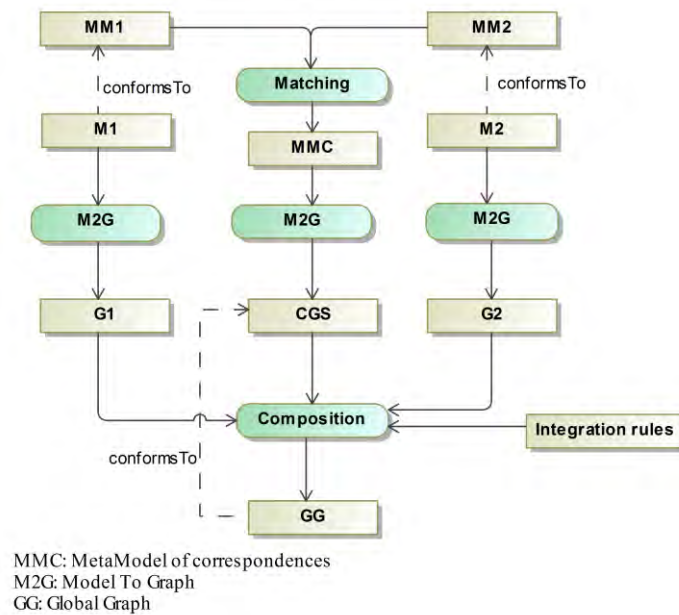 MM1
MM2
Matching
conformsTo
conformsTo
M1
MMC
M2
M2G
M2G
M2G
G1
CGS
G2
Composition
Integration rules
conformsTo
GG
MMC: MetaModel of correspondences
M2G: Model To Graph
GG: Global Graph